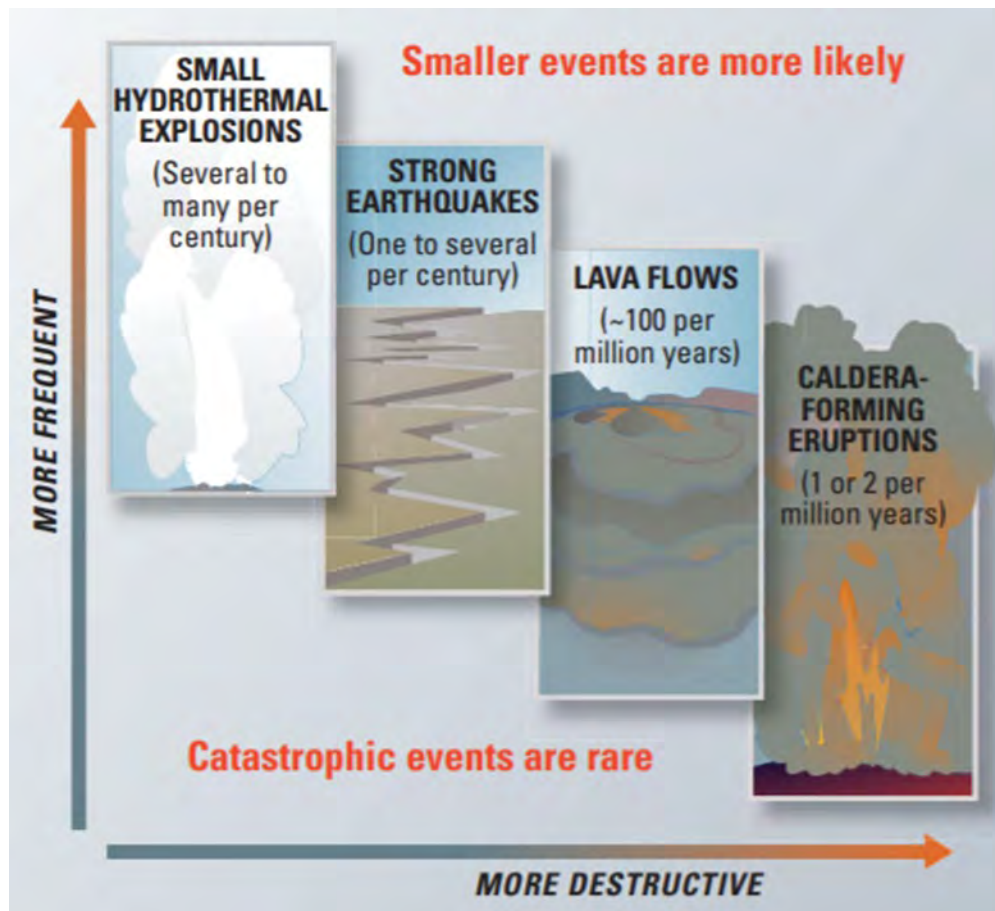 Smaller events are more likely
SMALL
HYDROTHERMAL
EXPLOSIONS
(Several to
many per
century)
STRONG
EARTHQUAKES
(One to several
per century)
LAVA FLOWS
(~100 per
million years)
CALDERA-
FORMING
ERUPTIONS
(1 or 2 per
million years)
MORE FREQUENT
Catastrophic events are rare
MORE DESTRUCTIVE